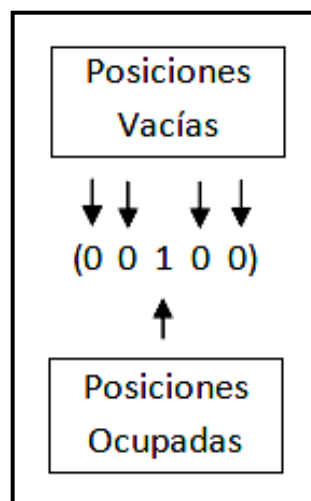 Posiciones
Vacías
(0 0 1 0 0)
Posiciones
Ocupadas